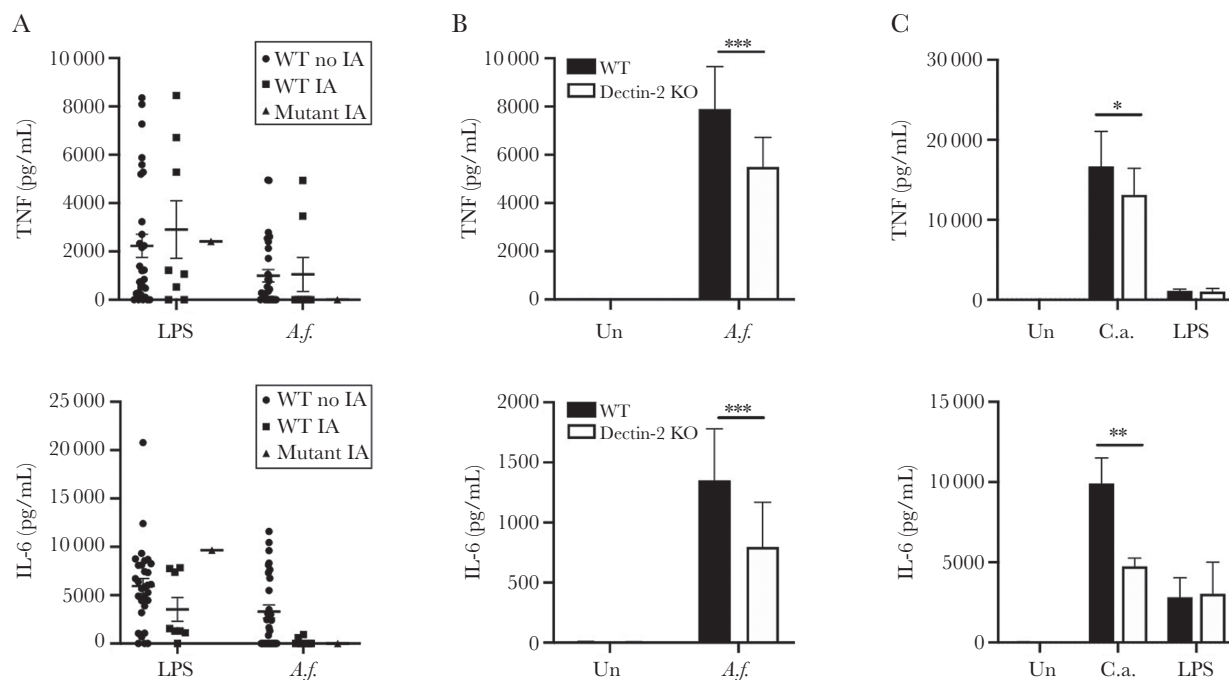 A
10 000
8000
6000
4000
2000
0
TNF (pg/mL)
WT no IA
WT IA
Mutant IA
LPS
A.f.
B
10 000
8000
6000
4000
2000
0
TNF (pg/mL)
WT
Dectin-2 KO
***
Un
A.f.
C
30 000
20 000
10 000
0
TNF (pg/mL)
*
Un
C.a.
LPS
25 000
20 000
15 000
10 000
5000
0
IL-6 (pg/mL)
WT no IA
WT IA
Mutant IA
LPS
A.f.
2000
1500
1000
500
0
IL-6 (pg/mL)
WT
Dectin-2 KO
***
Un
A.f.
15 000
10 000
5000
0
IL-6 (pg/mL)
**
Un
C.a.
LPS